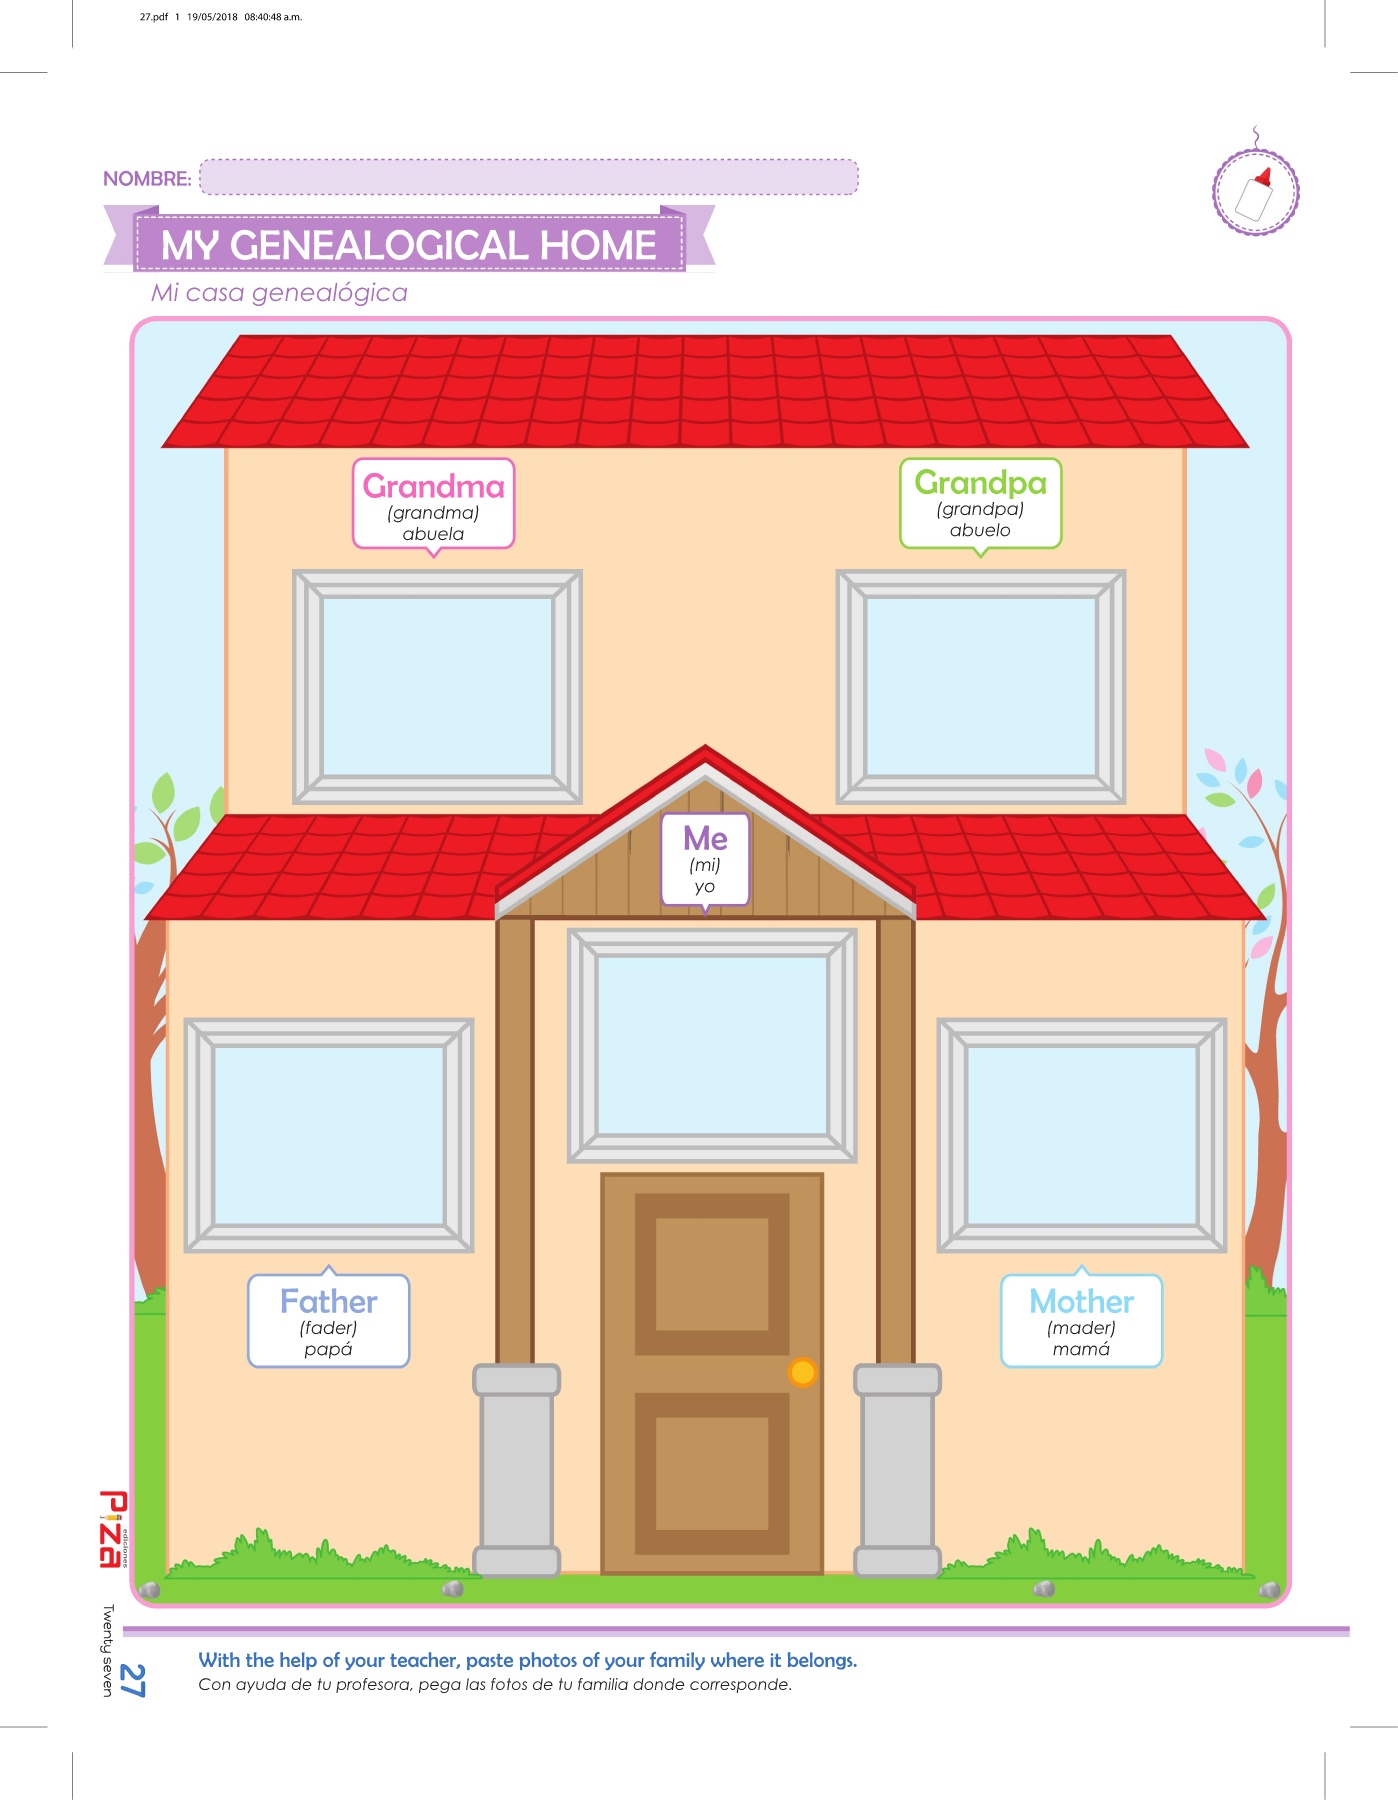 27.pdf 1 19/05/2018 08:40:48 a.m.
NOMBRE:
MY GENEALOGICAL HOME
Mi casa genealógica
Grandma
(grandma)
abuela
Grandpa
(grandpa)
abuelo
Me
(mi)
yo
Father
(fader)
papá
Mother
(mader)
mamá
Piza
ediciones
Twenty seven
27
With the help of your teacher, paste photos of your family where it belongs.
Con ayuda de tu profesora, pega las fotos de tu familia donde corresponde.